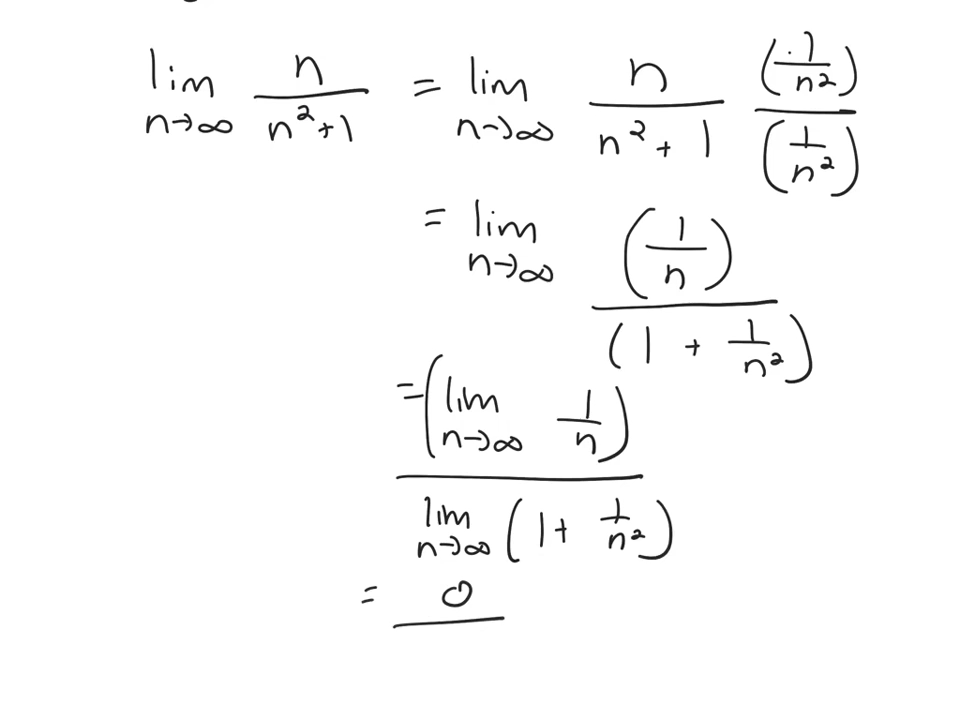 lim n→∞ n/(n²+1) = lim n→∞ n/(n²+1) (1/n²)/(1/n²)
= lim n→∞ (1/n)/(1 + 1/n²)
= (lim n→∞ 1/n)/(lim n→∞ (1 + 1/n²))
= 0/